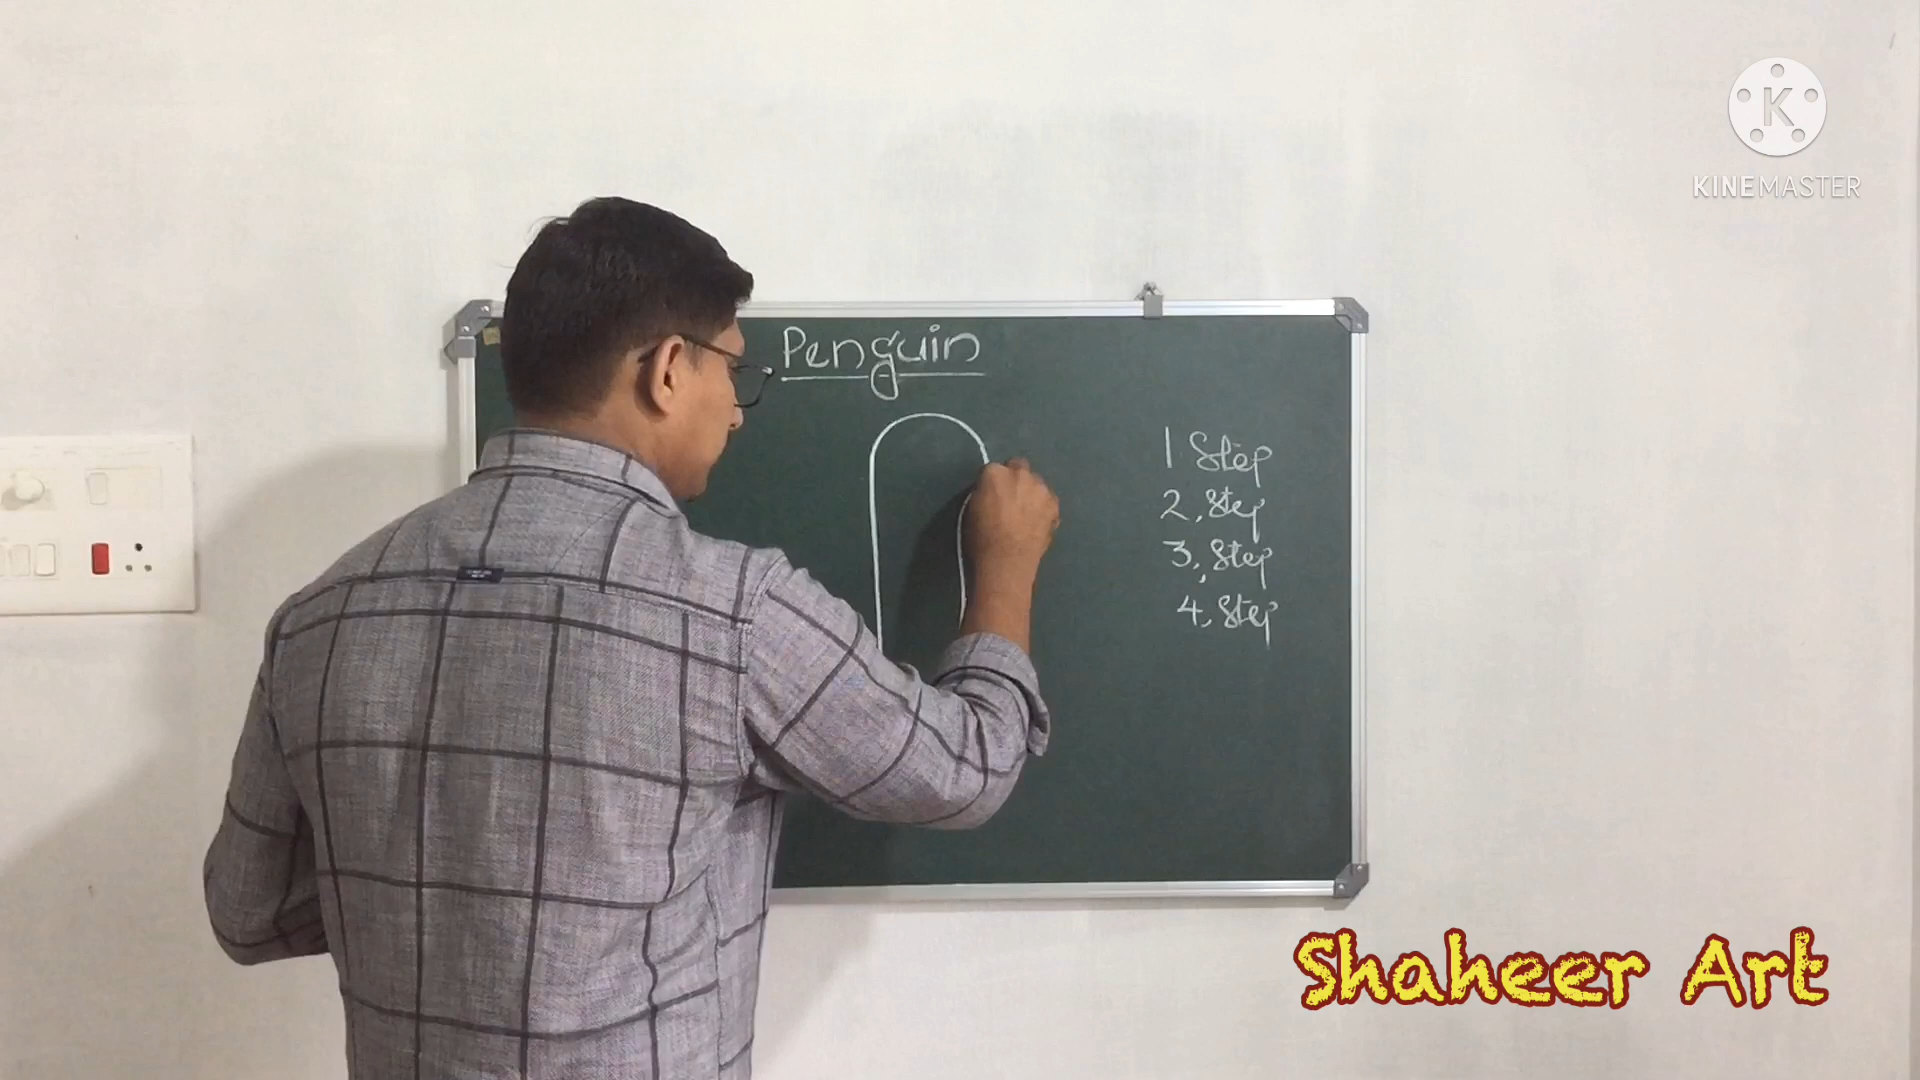 KINEMASTER
Penguin
1 Step
2, Step
3, Step
4, Step
Shaheer Art